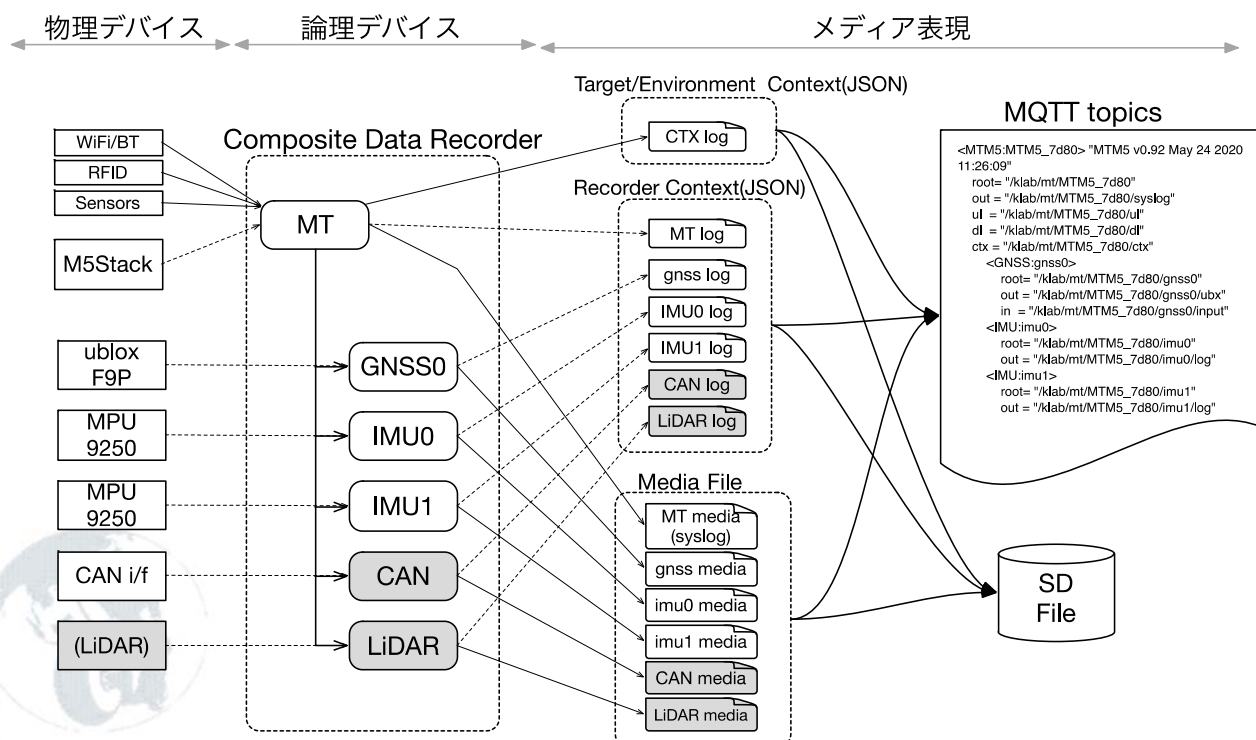 物理デバイス
論理デバイス
メディア表現
WiFi/BT
RFID
Sensors
M5Stack
ublox
F9P
MPU
9250
MPU
9250
CAN i/f
(LiDAR)
Composite Data Recorder
MT
GNSS0
IMU0
IMU1
CAN
LiDAR
Target/Environment Context(JSON)
CTX log
Recorder Context(JSON)
MT log
gnss log
IMU0 log
IMU1 log
CAN log
LiDAR log
Media File
MT media
(syslog)
gnss media
imu0 media
imu1 media
CAN media
LiDAR media
MQTT topics
<MTM5:MTM5_7d80> "MTM5 v0.92 May 24 2020
11:26:09"
root= "/klab/mt/MTM5_7d80"
out = "/klab/mt/MTM5_7d80/syslog"
ul = "/klab/mt/MTM5_7d80/ul"
dl = "/klab/mt/MTM5_7d80/dl"
ctx = "/klab/mt/MTM5_7d80/ctx"
<GNSS:gnss0>
root= "/klab/mt/MTM5_7d80/gnss0"
out = "/klab/mt/MTM5_7d80/gnss0/ubx"
in = "/klab/mt/MTM5_7d80/gnss0/input"
<IMU:imu0>
root= "/klab/mt/MTM5_7d80/imu0"
out = "/klab/mt/MTM5_7d80/imu0/log"
<IMU:imu1>
root= "/klab/mt/MTM5_7d80/imu1"
out = "/klab/mt/MTM5_7d80/imu1/log"
SD
File